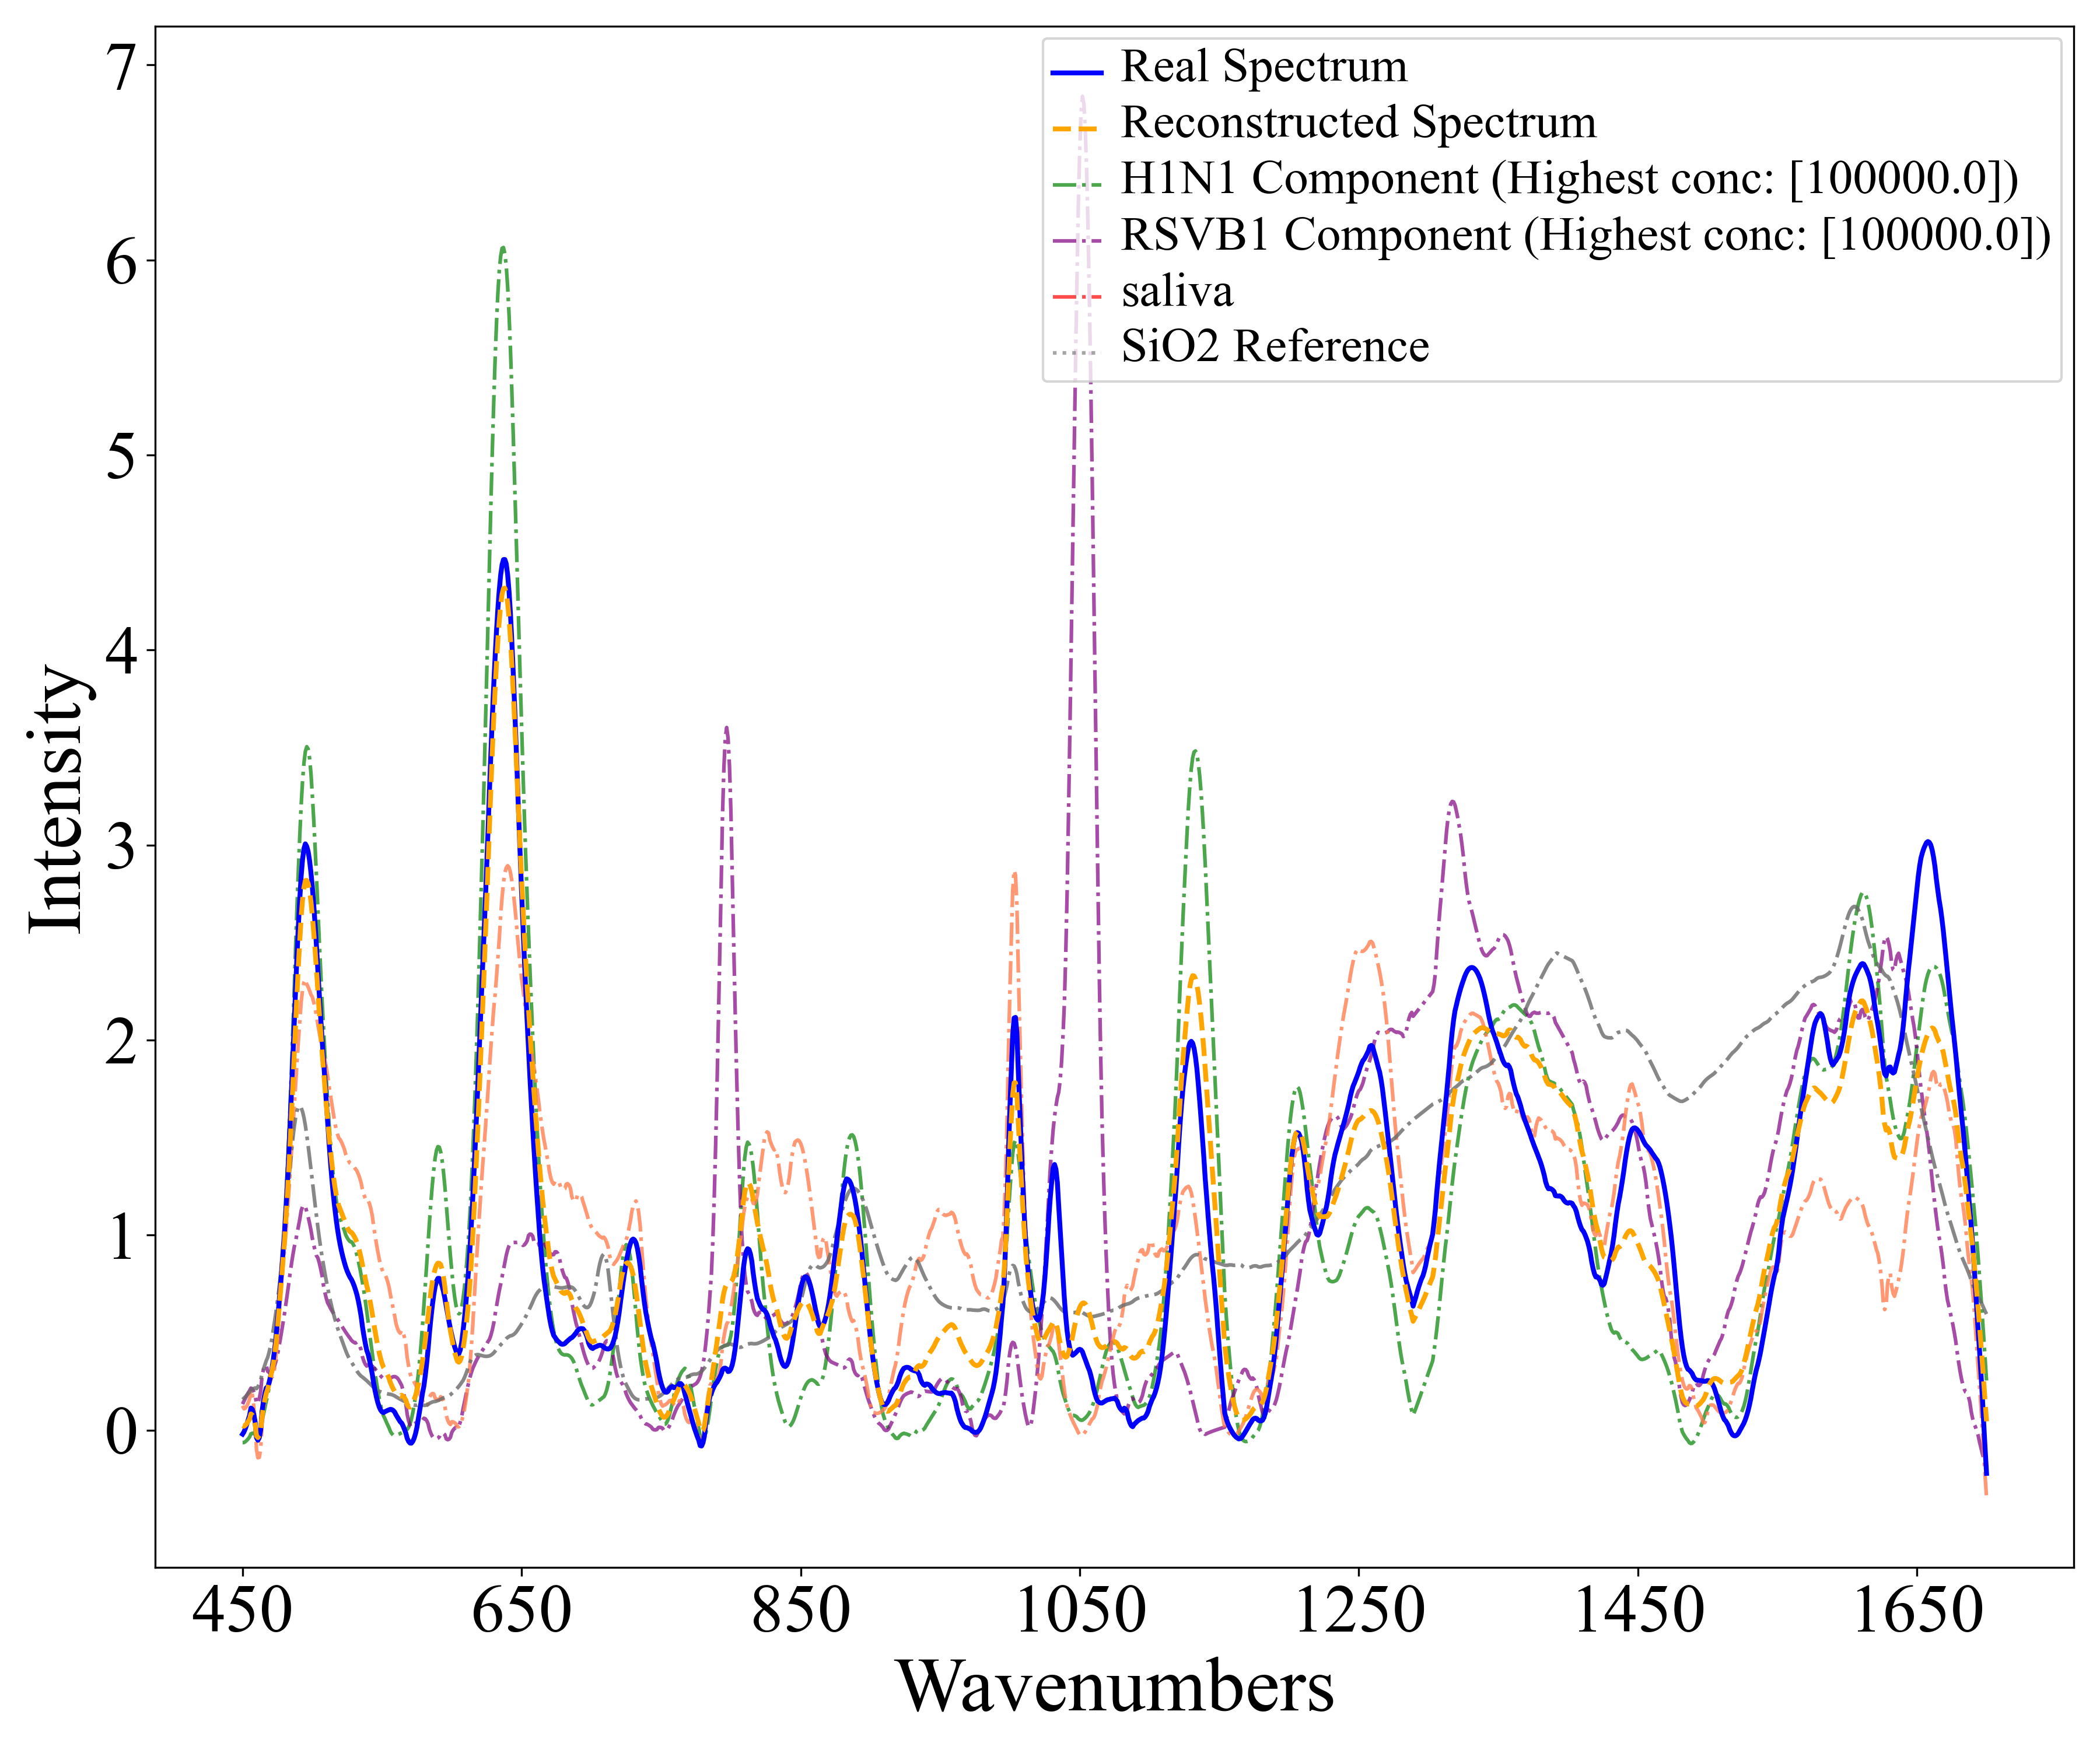 Real Spectrum
Reconstructed Spectrum
H1N1 Component (Highest conc: [100000.0])
RSVB1 Component (Highest conc: [100000.0])
saliva
SiO2 Reference
7
6
5
4
3
2
1
0
Intensity
450 650 850 1050 1250 1450 1650
Wavenumbers